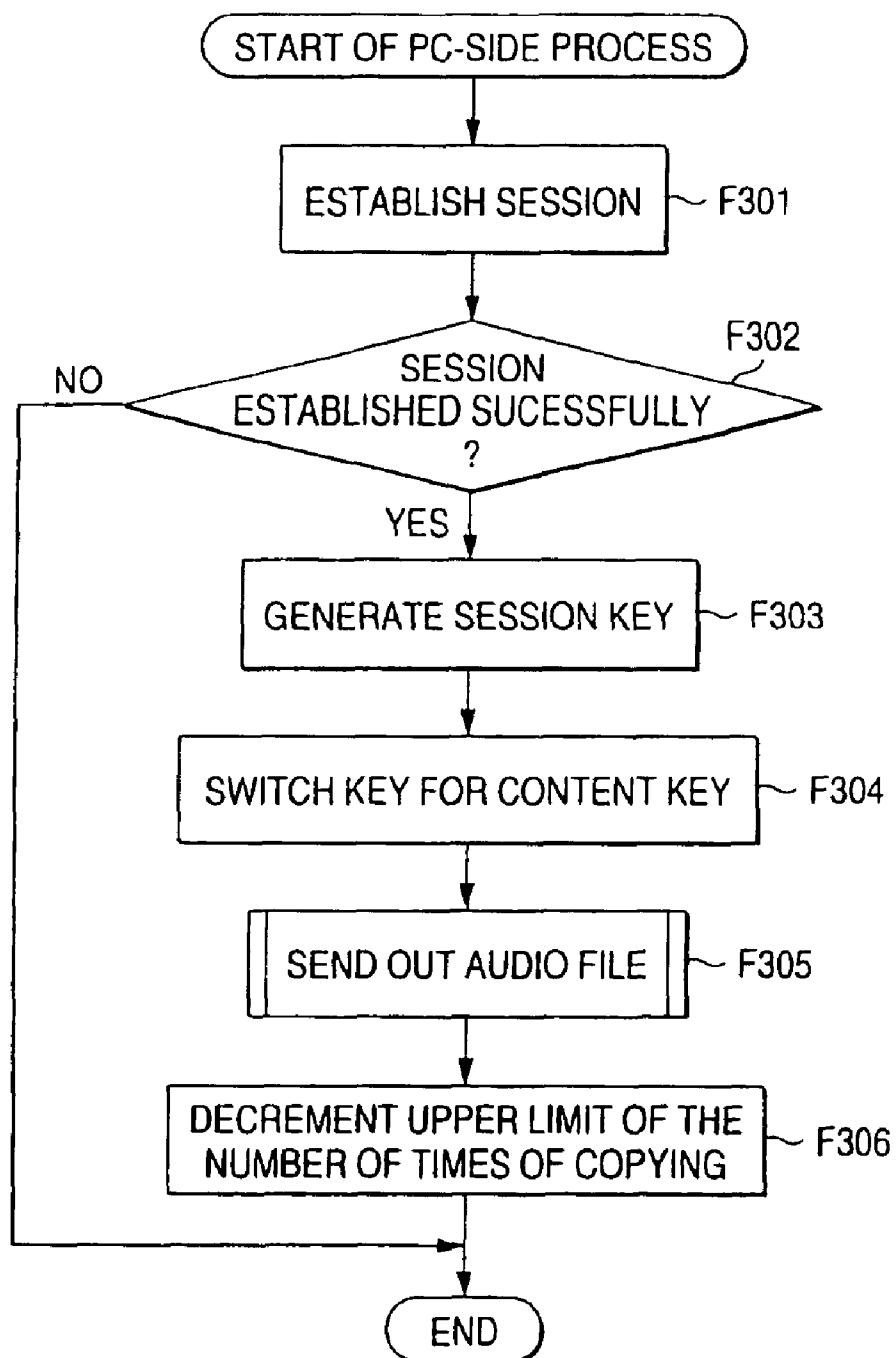 START OF PC-SIDE PROCESS
ESTABLISH SESSION
F301
F302
SESSION
ESTABLISHED SUCESSFULLY
?
NO
YES
GENERATE SESSION KEY
F303
SWITCH KEY FOR CONTENT KEY
F304
SEND OUT AUDIO FILE
F305
DECREMENT UPPER LIMIT OF THE
NUMBER OF TIMES OF COPYING
F306
END